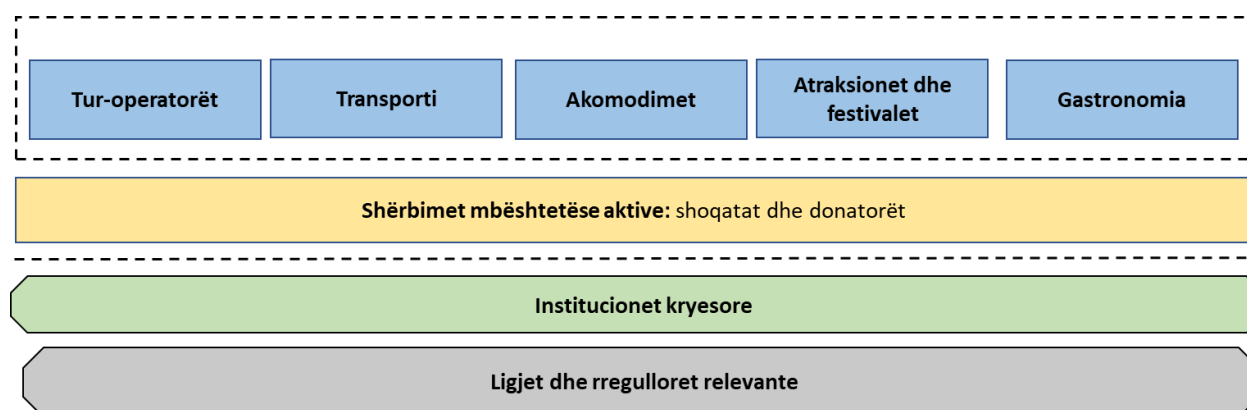 Tur-operatorët
Transporti
Akomodimet
Atraksionet dhe
festivalet
Gastronomia
Shërbimet mbështetëse aktive: shoqatat dhe donatorët
Institucionet kryesore
Ligjet dhe rregulloret relevante